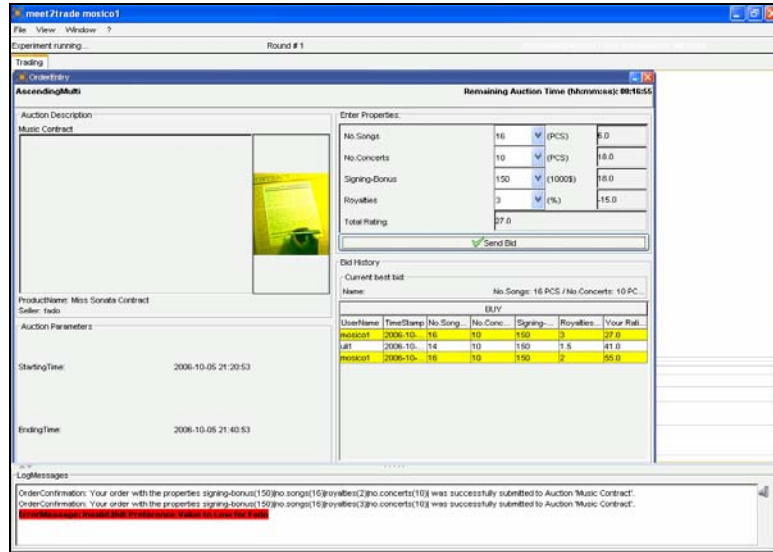 meet2trade mosico1
File View Window ?
Experiment running... Round # 1
Trading
OrderEntry
AscendingMulti Remaining Auction Time (hh:mm:ss): 00:16:55
Auction Description
Music Contract
ProductName: Miss Sonata Contract
Seller: fado
Auction Parameters
StartingTime: 2006-10-05 21:20:53
EndingTime: 2006-10-05 21:40:53
Enter Properties:
No.Songs 16 (PCS) 6.0
No.Concerts 10 (PCS) 18.0
Signing-Bonus 150 (1000$) 18.0
Royalties 3 (%) -15.0
Total Rating: 27.0
Send Bid
Bid History
Current best bid:
Name: No.Songs: 16 PCS / No.Concerts: 10 PC...
BUY
UserName TimeStamp No.Song... No.Conc... Signing-... Royalties... Your Rati...
mosico1 2006-10-... 16 10 150 3 27.0
2006-10-... 14 10 150 1.5 41.0
mosico1 2006-10-... 16 10 150 2 55.0
LogMessages
OrderConfirmation: Your order with the properties signing-bonus(150)|no.songs(16)|royalties(2)|no.concerts(10)| was successfully submitted to Auction 'Music Contract'.
OrderConfirmation: Your order with the properties signing-bonus(150)|no.songs(16)|royalties(3)|no.concerts(10)| was successfully submitted to Auction 'Music Contract'.
ErrorMessage: Invalid Bid: Preference Value to Low for Fado